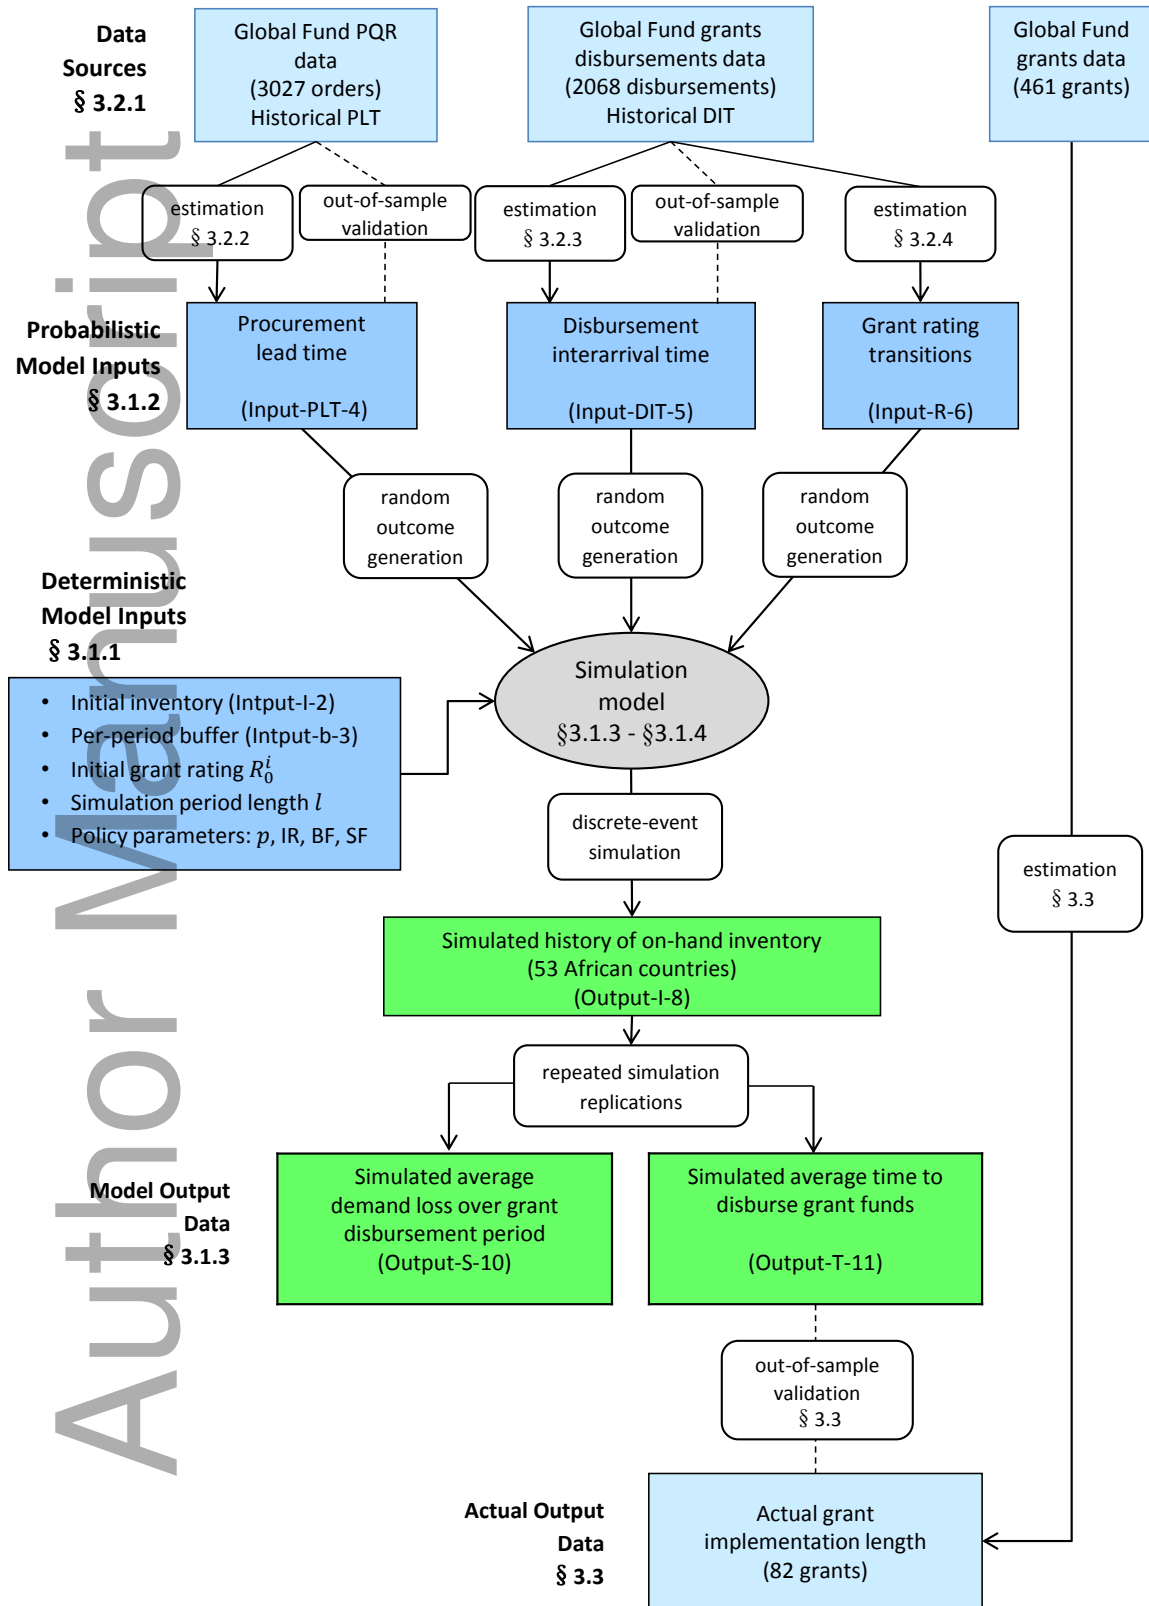 Data
Sources
§ 3.2.1
Global Fund PQR
data
(3027 orders)
Historical PLT
Global Fund grants
disbursements data
(2068 disbursements)
Historical DIT
Global Fund
grants data
(461 grants)
estimation
§ 3.2.2
out-of-sample
validation
estimation
§ 3.2.3
out-of-sample
validation
estimation
§ 3.2.4
Probabilistic
Model Inputs
§ 3.1.2
Procurement
lead time
(Input-PLT-4)
Disbursement
interarrival time
(Input-DIT-5)
Grant rating
transitions
(Input-R-6)
random
outcome
generation
random
outcome
generation
random
outcome
generation
Deterministic
Model Inputs
§ 3.1.1
• Initial inventory (Intput-I-2)
• Per-period buffer (Intput-b-3)
• Initial grant rating $R_0^i$
• Simulation period length l
• Policy parameters: p, IR, BF, SF
Simulation
model
§3.1.3 - §3.1.4
discrete-event
simulation
estimation
§ 3.3
Simulated history of on-hand inventory
(53 African countries)
(Output-I-8)
repeated simulation
replications
Model Output
Data
§ 3.1.3
Simulated average
demand loss over grant
disbursement period
(Output-S-10)
Simulated average time to
disburse grant funds
(Output-T-11)
out-of-sample
validation
§ 3.3
Actual Output
Data
§ 3.3
Actual grant
implementation length
(82 grants)
Author Manuscript